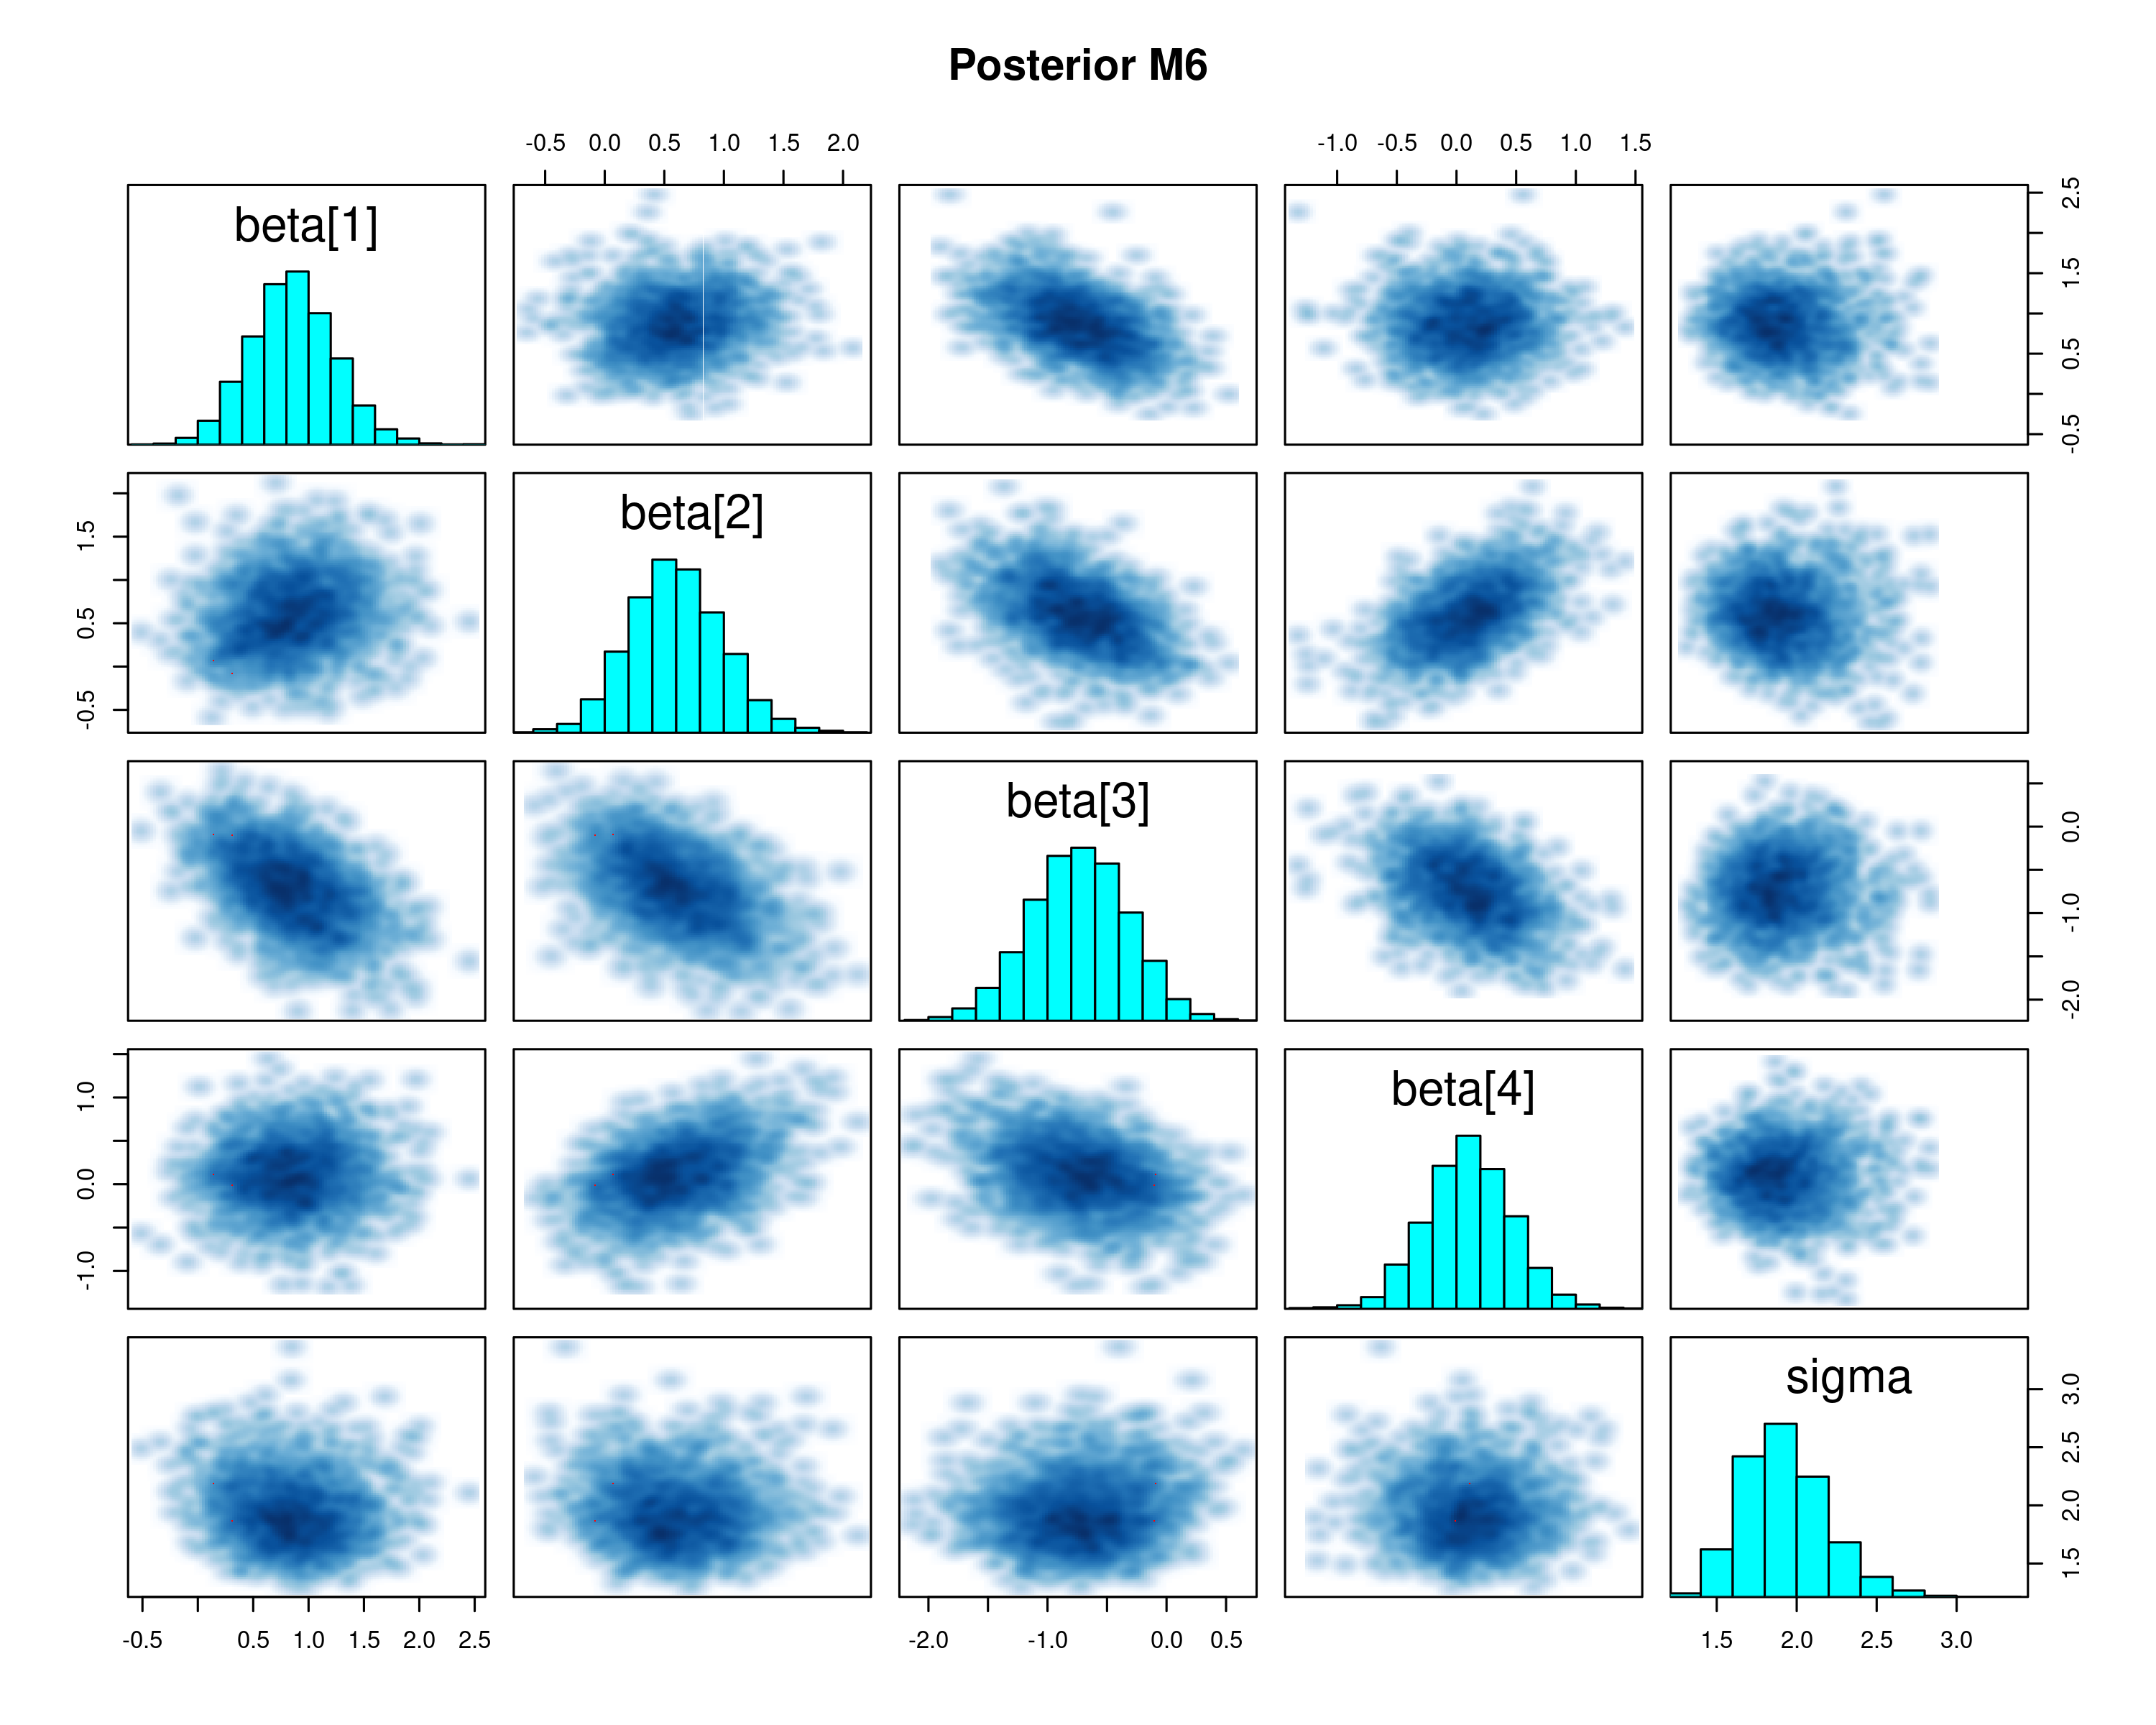 Posterior M6
-0.5 0.0 0.5 1.0 1.5 2.0
-1.0 -0.5 0.0 0.5 1.0 1.5
beta[1]
-0.5 0.5 1.5 2.5
beta[2]
-0.5 0.5 1.5
beta[3]
-2.0 -1.0 0.0
beta[4]
-1.0 0.0 1.0
sigma
1.5 2.0 2.5 3.0
-0.5 0.5 1.0 1.5 2.0 2.5
-2.0 -1.0 0.0 0.5
1.5 2.0 2.5 3.0